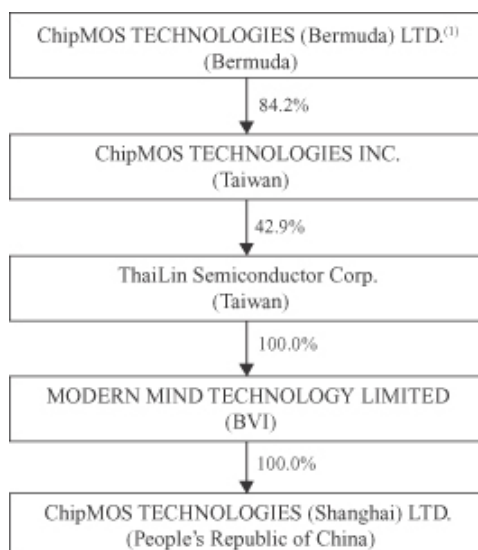 ChipMOS TECHNOLOGIES (Bermuda) LTD.(1)
(Bermuda)
84.2%
ChipMOS TECHNOLOGIES INC.
(Taiwan)
42.9%
ThaiLin Semiconductor Corp.
(Taiwan)
100.0%
MODERN MIND TECHNOLOGY LIMITED
(BVI)
100.0%
ChipMOS TECHNOLOGIES (Shanghai) LTD.
(People's Republic of China)